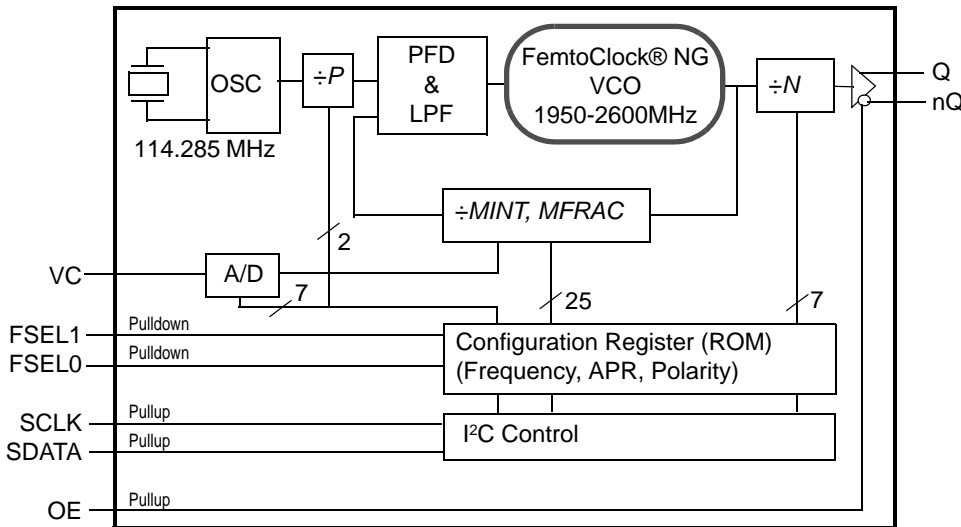 OSC
÷P
PFD
&
LPF
FemtoClock® NG
VCO
1950-2600MHz
÷N
Q
nQ
114.285 MHz
÷MINT, MFRAC
2
VC
A/D
7
25
7
FSEL1
Pulldown
FSEL0
Pulldown
Configuration Register (ROM)
(Frequency, APR, Polarity)
SCLK
Pullup
SDATA
Pullup
I²C Control
OE
Pullup